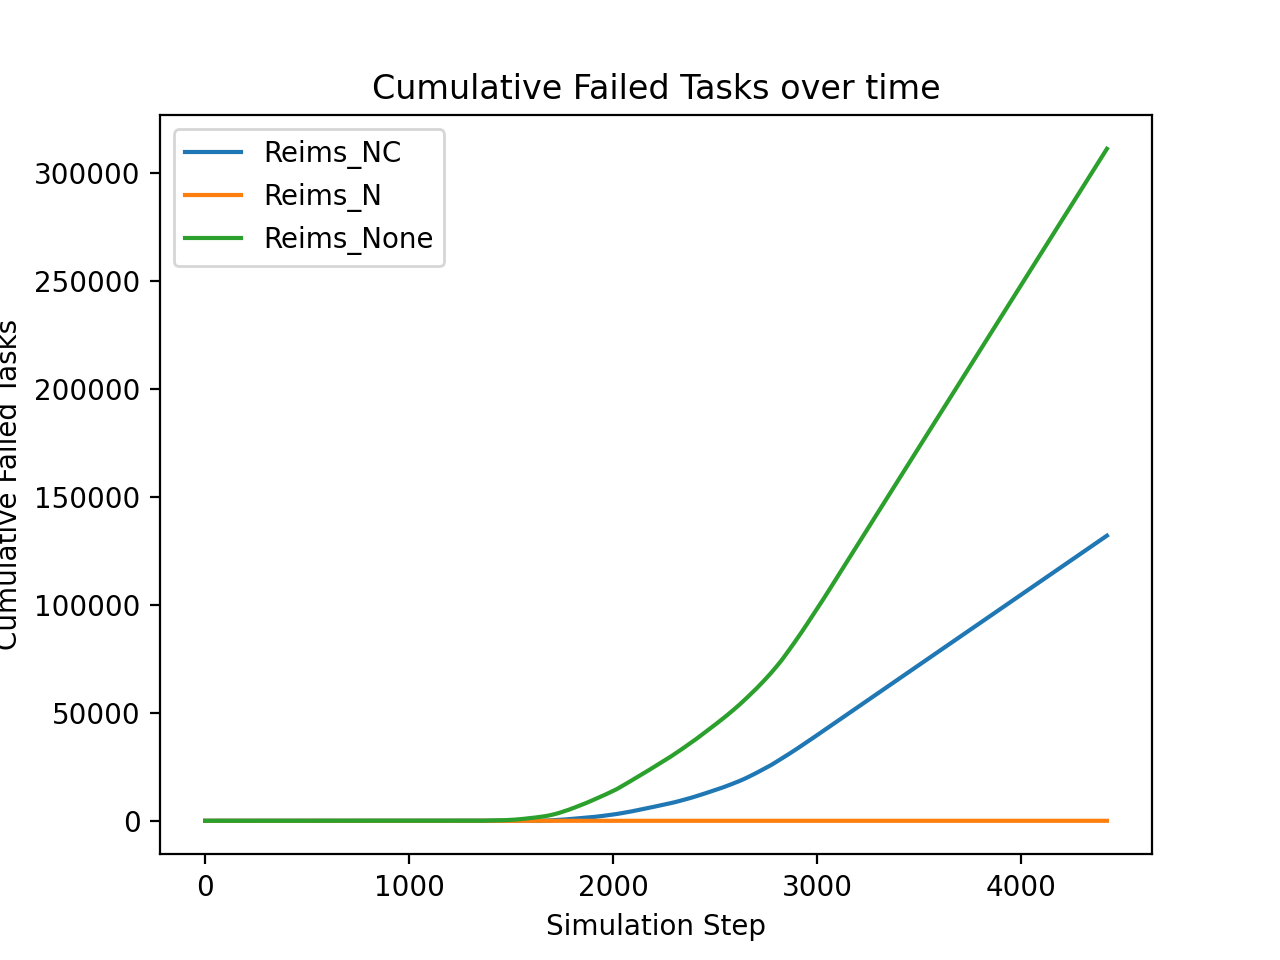 Cumulative Failed Tasks over time
Reims_NC
Reims_N
Reims_None
300000
250000
200000
150000
100000
50000
0
Cumulative Failed Tasks
0 1000 2000 3000 4000
Simulation Step